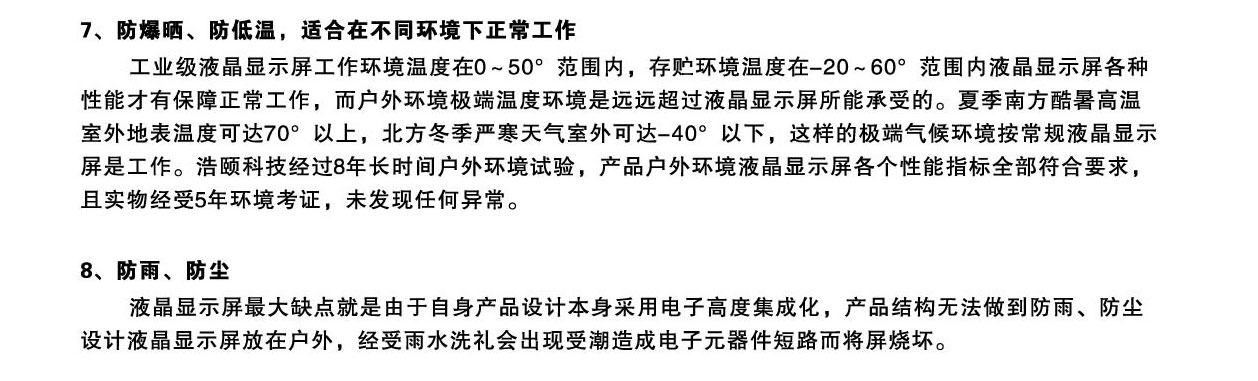 7、防爆晒、防低温，适合在不同环境下正常工作
工业级液晶显示屏工作环境温度在0～50°范围内，存贮环境温度在–20～60°范围内液晶显示屏各种
性能才有保障正常工作，而户外环境极端温度环境是远远超过液晶显示屏所能承受的。夏季南方酷暑高温
室外地表温度可达70°以上，北方冬季严寒天气室外可达–40°以下，这样的极端气候环境按常规液晶显示
屏是工作。浩颐科技经过8年长时间户外环境试验，产品户外环境液晶显示屏各个性能指标全部符合要求，
且实物经受5年环境考证，未发现任何异常。
8、防雨、防尘
液晶显示屏最大缺点就是由于自身产品设计本身采用电子高度集成化，产品结构无法做到防雨、防尘
设计液晶显示屏放在户外，经受雨水洗礼会出现受潮造成电子元器件短路而将屏烧坏。